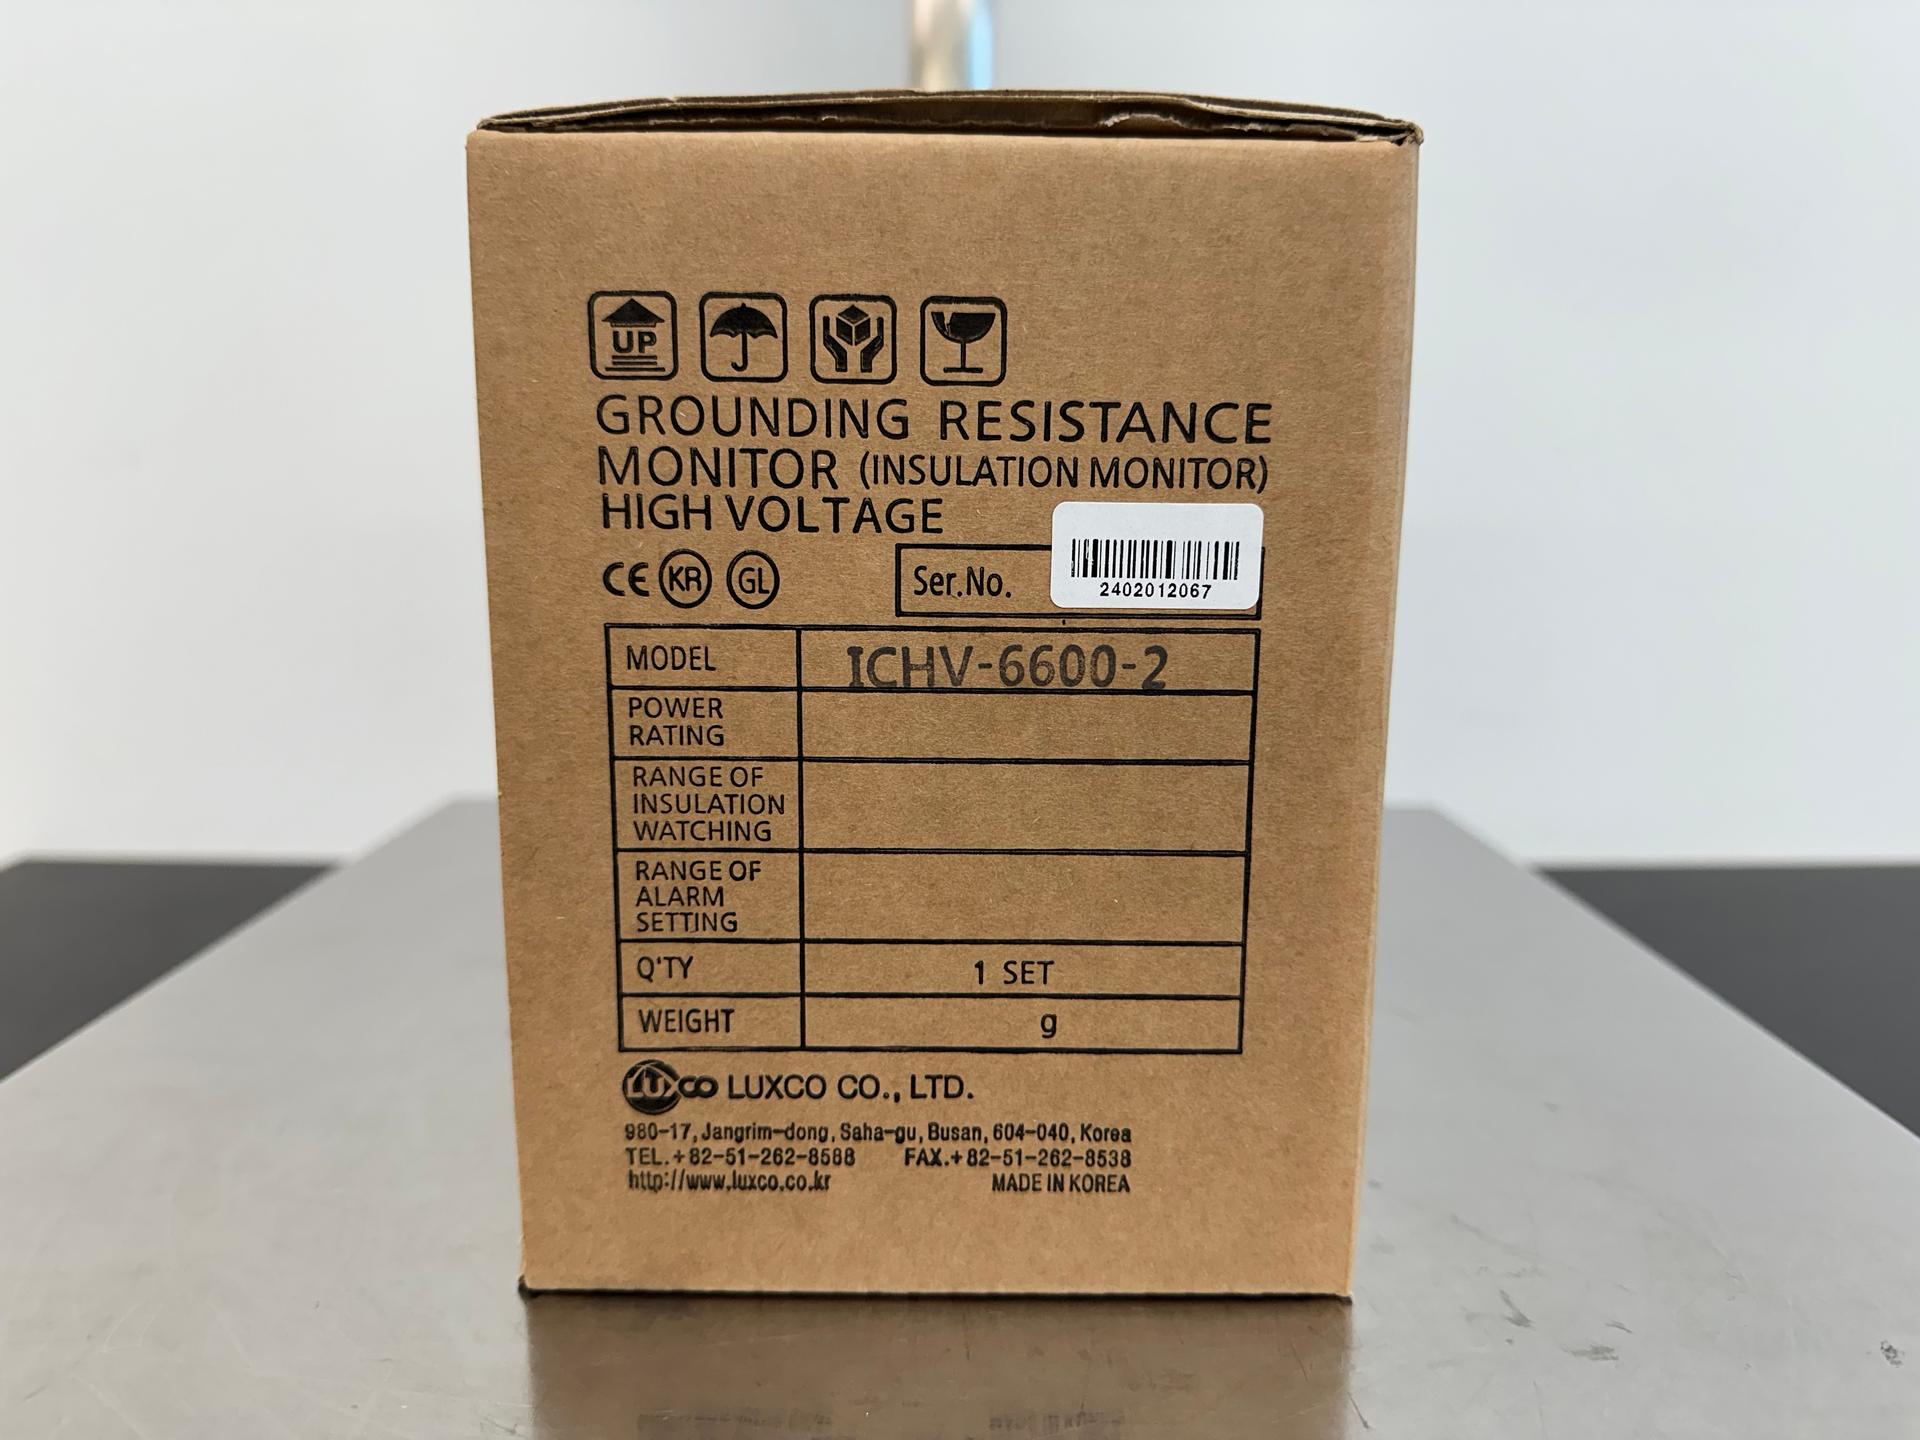 UP
GROUNDING RESISTANCE
MONITOR (INSULATION MONITOR)
HIGH VOLTAGE
CE KR GL
Ser.No.
2402012067
MODEL ICHV-6600-2
POWER
RATING
RANGE OF
INSULATION
WATCHING
RANGE OF
ALARM
SETTING
Q'TY 1 SET
WEIGHT g
LUXCO LUXCO CO., LTD.
980-17, Jangrim-dong, Saha-gu, Busan, 604-040, Korea
TEL.+82-51-262-8588 FAX.+82-51-262-8538
http://www.luxco.co.kr MADE IN KOREA